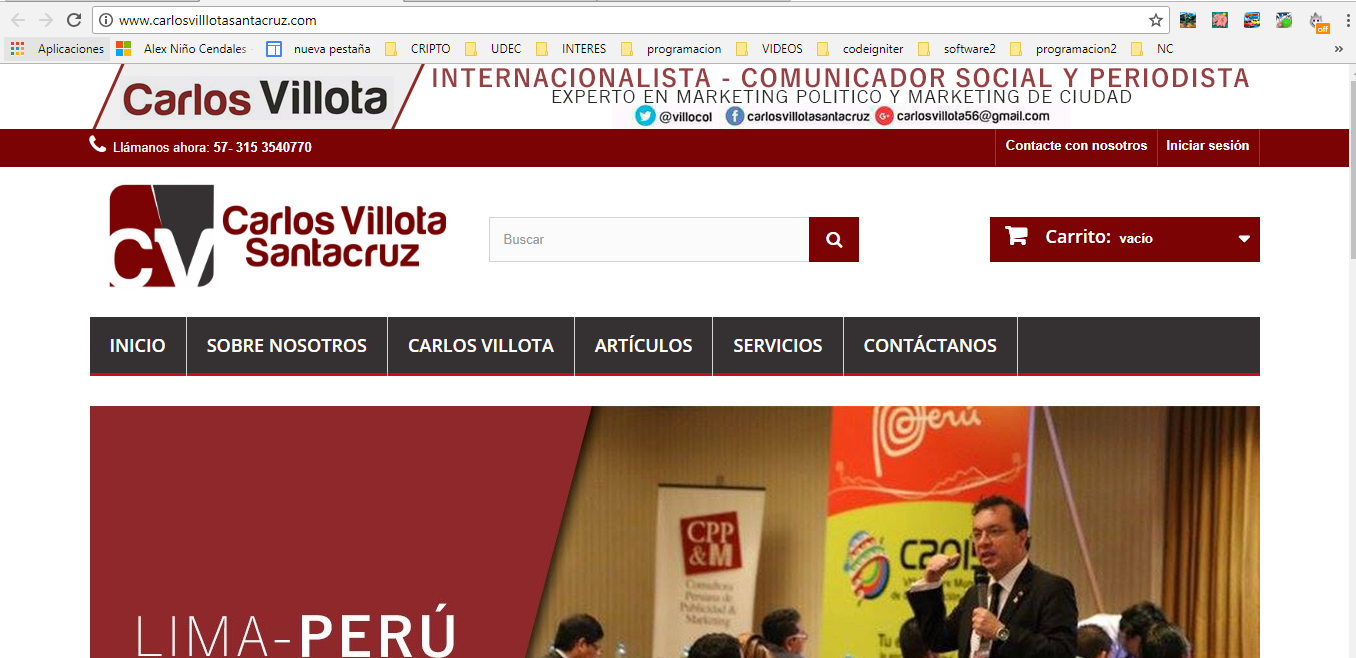 www.carlosvilllotasantacruz.com
Aplicaciones Alex Niño Cendales nueva pestaña CRIPTO UDEC INTERES programacion VIDEOS codeigniter software2 programacion2 NC »
off
Carlos Villota
INTERNACIONALISTA - COMUNICADOR SOCIAL Y PERIODISTA
EXPERTO EN MARKETING POLITICO Y MARKETING DE CIUDAD
@villocol carlosvillotasantacruz carlosvillota56@gmail.com
Llámanos ahora: 57- 315 3540770
Contacte con nosotros Iniciar sesión
CV Carlos Villota
Santacruz
Buscar
Carrito: vacío
INICIO SOBRE NOSOTROS CARLOS VILLOTA ARTÍCULOS SERVICIOS CONTÁCTANOS
Perú
CPP
&M
Consultora
Peruana de
Publicidad &
Marketing
LIMA-PERÚ